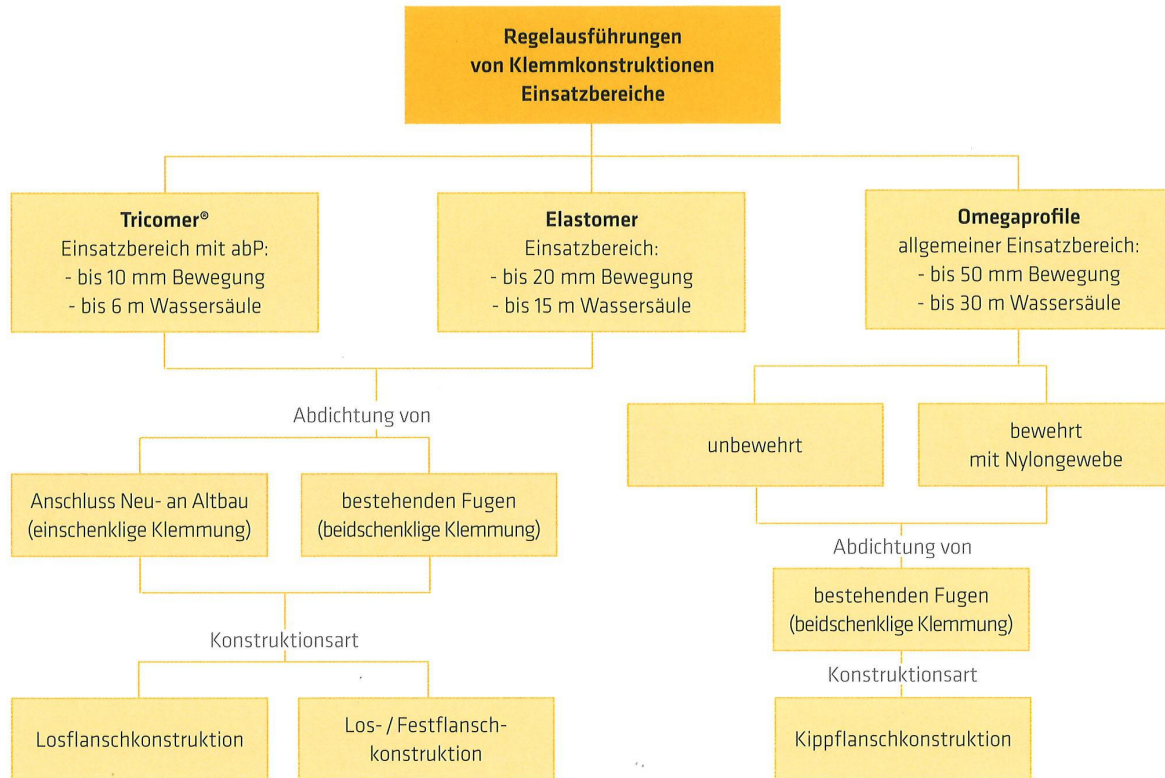 Regelausführungen
von Klemmkonstruktionen
Einsatzbereiche
Tricomer®
Einsatzbereich mit abP:
- bis 10 mm Bewegung
- bis 6 m Wassersäule
Elastomer
Einsatzbereich:
- bis 20 mm Bewegung
- bis 15 m Wassersäule
Omegaprofile
allgemeiner Einsatzbereich:
- bis 50 mm Bewegung
- bis 30 m Wassersäule
Abdichtung von
Anschluss Neu- an Altbau
(einschenklige Klemmung)
bestehenden Fugen
(beidschenklige Klemmung)
Konstruktionsart
Losflanschkonstruktion
Los- / Festflansch-
konstruktion
unbewehrt
bewehrt
mit Nylongewebe
Abdichtung von
bestehenden Fugen
(beidschenklige Klemmung)
Konstruktionsart
Kippflanschkonstruktion